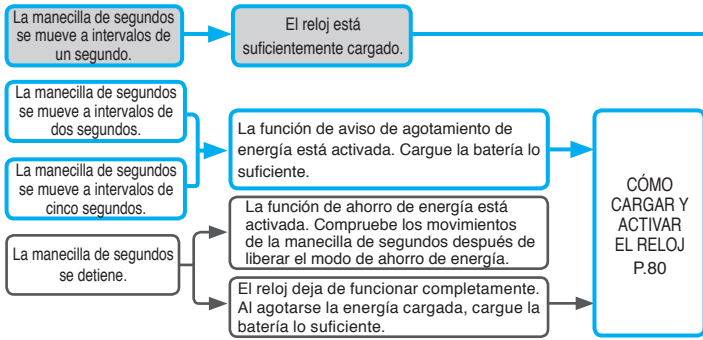 La manecilla de segundos
se mueve a intervalos de
un segundo.
El reloj está
suficientemente cargado.
La manecilla de segundos
se mueve a intervalos de
dos segundos.
La manecilla de segundos
se mueve a intervalos de
cinco segundos.
La función de aviso de agotamiento de
energía está activada. Cargue la batería lo
suficiente.
La manecilla de segundos
se detiene.
La función de ahorro de energía está
activada. Compruebe los movimientos
de la manecilla de segundos después de
liberar el modo de ahorro de energía.
El reloj deja de funcionar completamente.
Al agotarse la energía cargada, cargue la
batería lo suficiente.
CÓMO
CARGAR Y
ACTIVAR
EL RELOJ
P.80